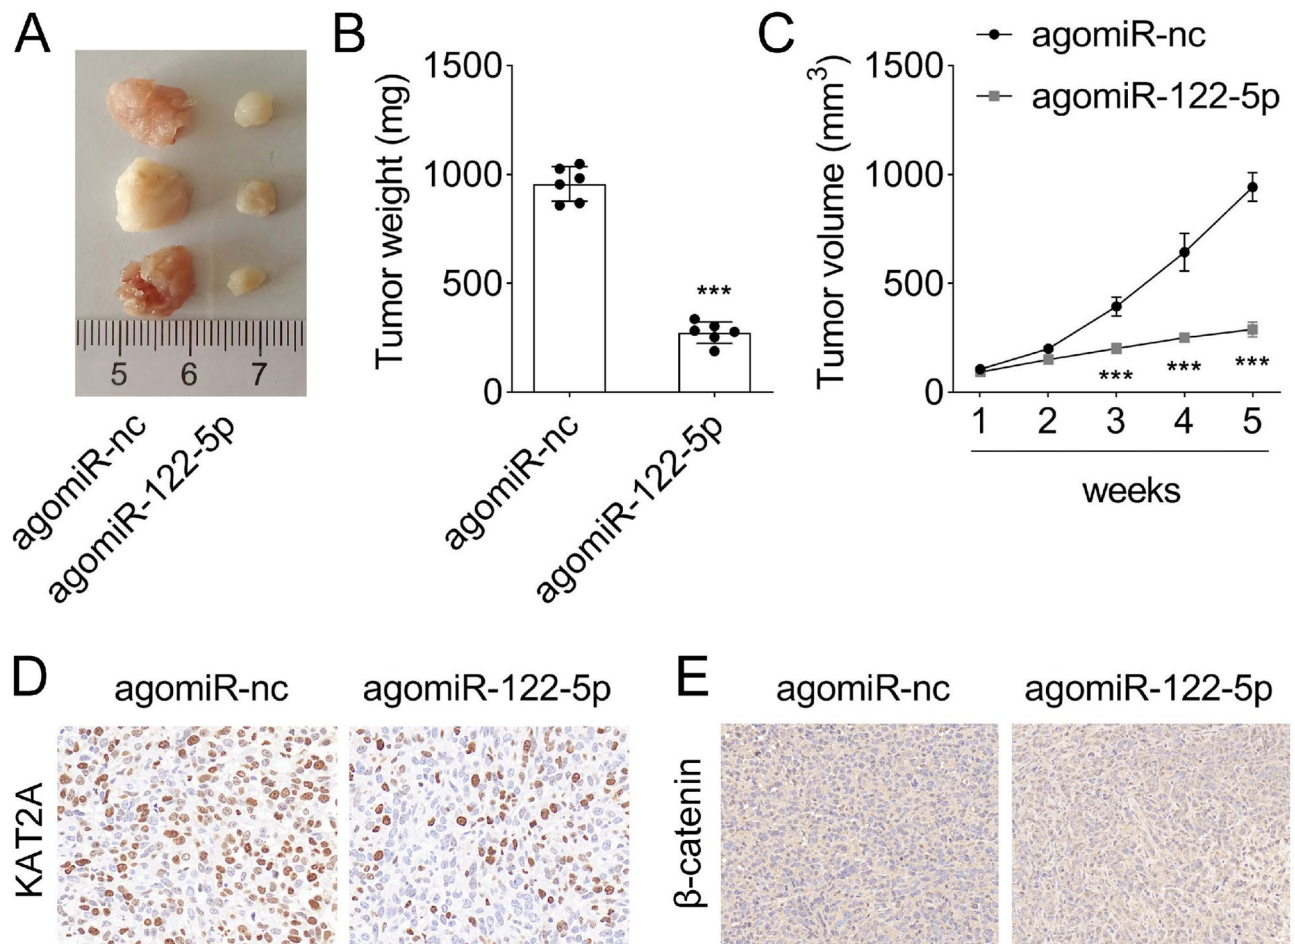 A
B
C
agomiR-nc
agomiR-122-5p
5 6 7
agomiR-nc
agomiR-122-5p
Tumor weight (mg)
1500
1000
500
0
***
agomiR-nc
agomiR-122-5p
Tumor volume (mm³)
1500
1000
500
0
*** *** ***
1 2 3 4 5
weeks
D
agomiR-nc agomiR-122-5p
KAT2A
E
agomiR-nc agomiR-122-5p
β-catenin